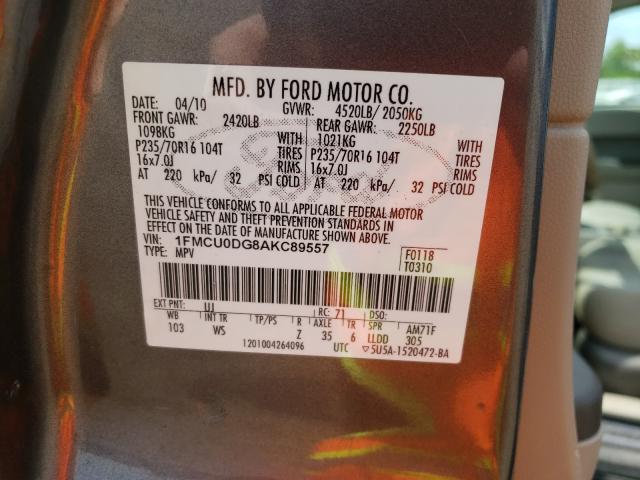 MFD. BY FORD MOTOR CO.
DATE: 04/10 GVWR: 4520LB/ 2050KG
FRONT GAWR: 2420LB REAR GAWR: 2250LB
1098KG WITH 1021KG WITH
P235/70R16 104T TIRES P235/70R16 104T TIRES
16x7.0J RIMS 16x7.0J RIMS
AT 220 kPa/ 32 PSI COLD AT 220 kPa/ 32 PSI COLD
THIS VEHICLE CONFORMS TO ALL APPLICABLE FEDERAL MOTOR
VEHICLE SAFETY AND THEFT PREVENTION STANDARDS IN
EFFECT ON THE DATE OF MANUFACTURE SHOWN ABOVE.
VIN: 1FMCU0DG8AKC89557 F0118
TYPE: MPV T0310
EXT PNT: UJ RC: 71 DSO:
WB INT TR TP/PS R AXLE TR SPR AM71F
103 WS Z 35 6 LLDD 305
1201004264096 UTC ▽5U5A-1520472-BA
Ford